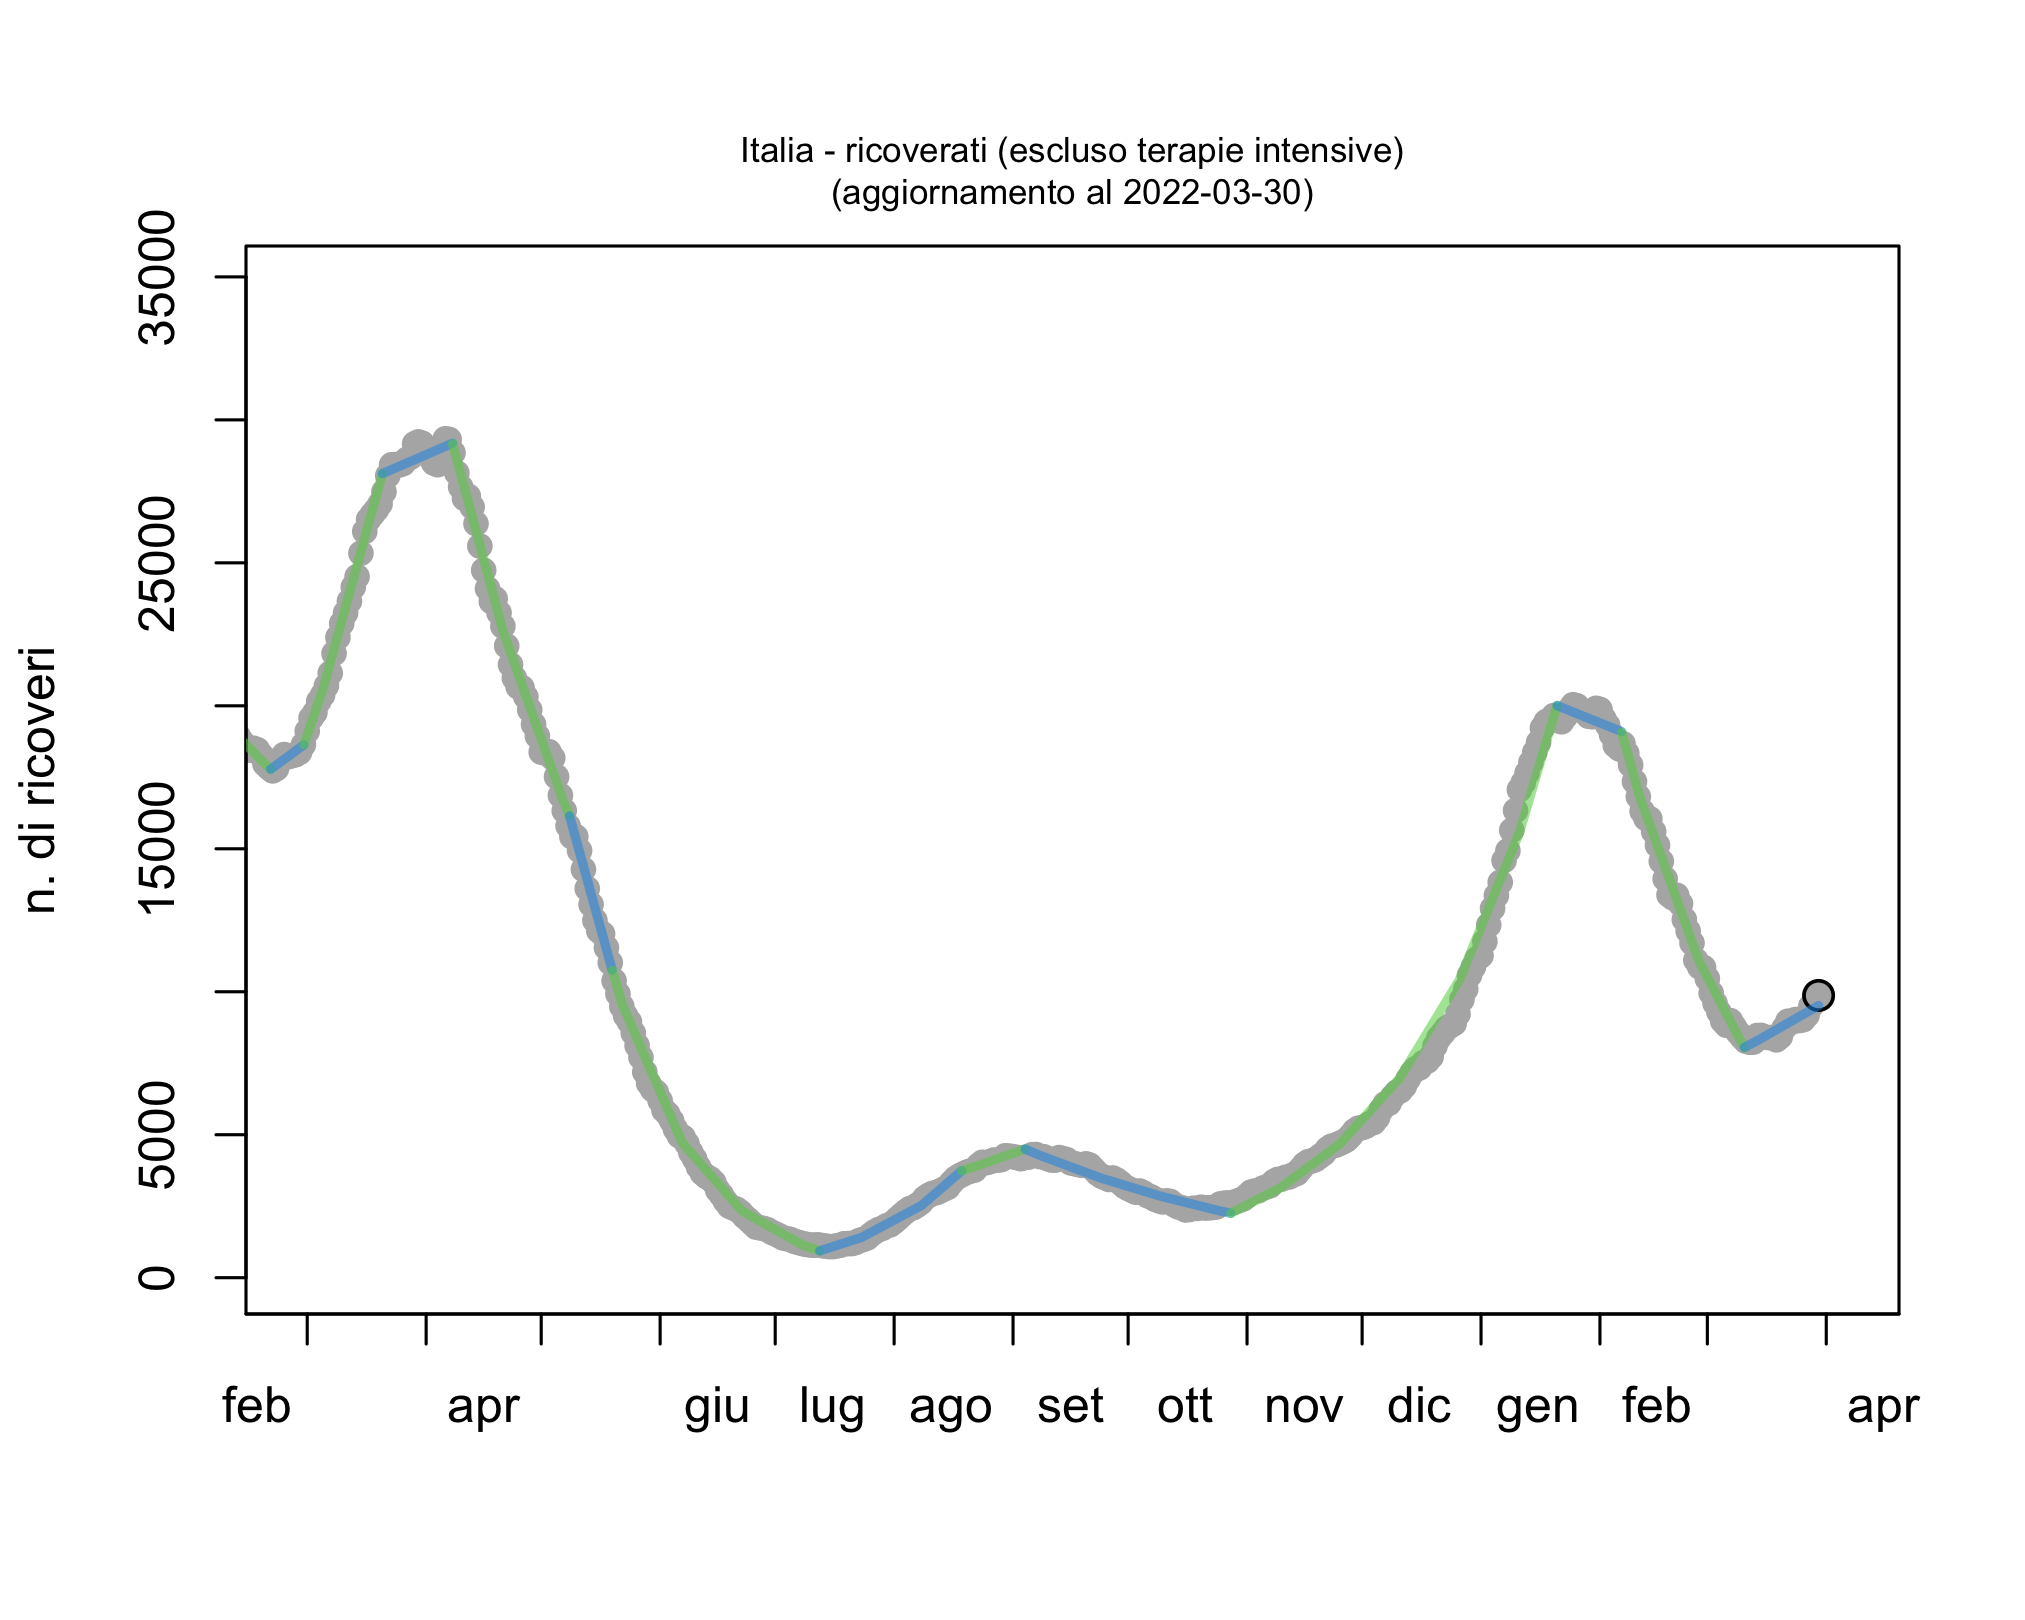 Italia - ricoverati (escluso terapie intensive)
(aggiornamento al 2022-03-30)
n. di ricoveri
35000
25000
15000
5000
0
feb apr giu lug ago set ott nov dic gen feb apr